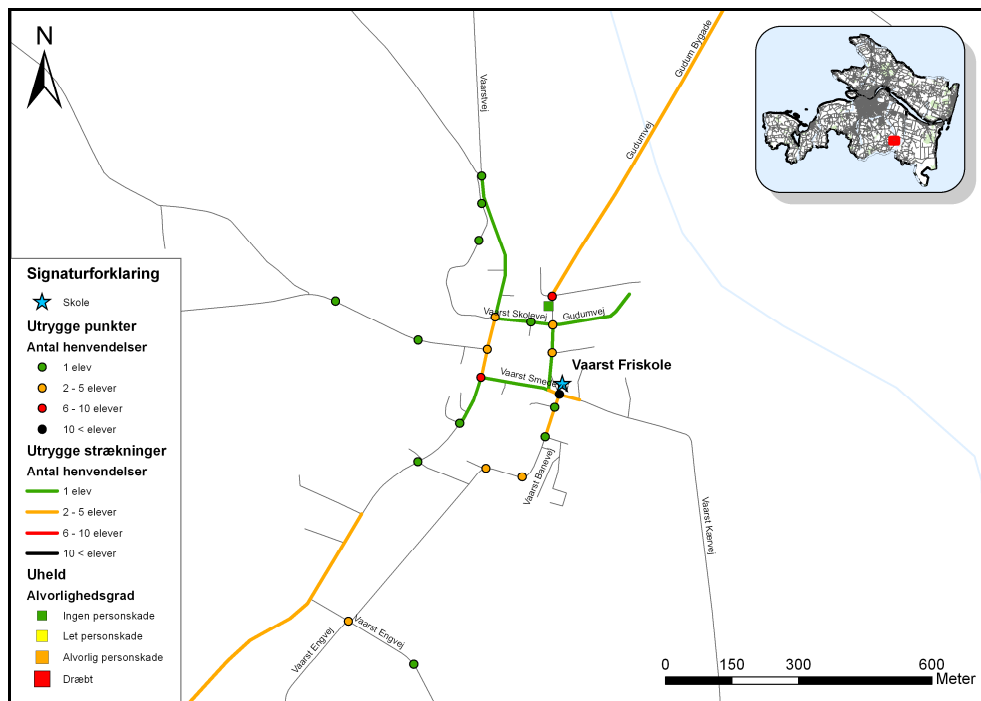 N
Vaarstvej
Gudum Bygade
Gudumvej
Vaarst Skolevej
Gudumvej
Vaarst Friskole
Vaarst Banevej
Vaarst Kærvej
Vaarst Engvej
Vaarst Engvej
Signaturforklaring
Skole
Utrygge punkter
Antal henvendelser
1 elev
2 - 5 elever
6 - 10 elever
10 < elever
Utrygge strækninger
Antal henvendelser
1 elev
2 - 5 elever
6 - 10 elever
10 < elever
Uheld
Alvorlighedsgrad
Ingen personskade
Let personskade
Alvorlig personskade
Dræbt
0 150 300 600
Meter